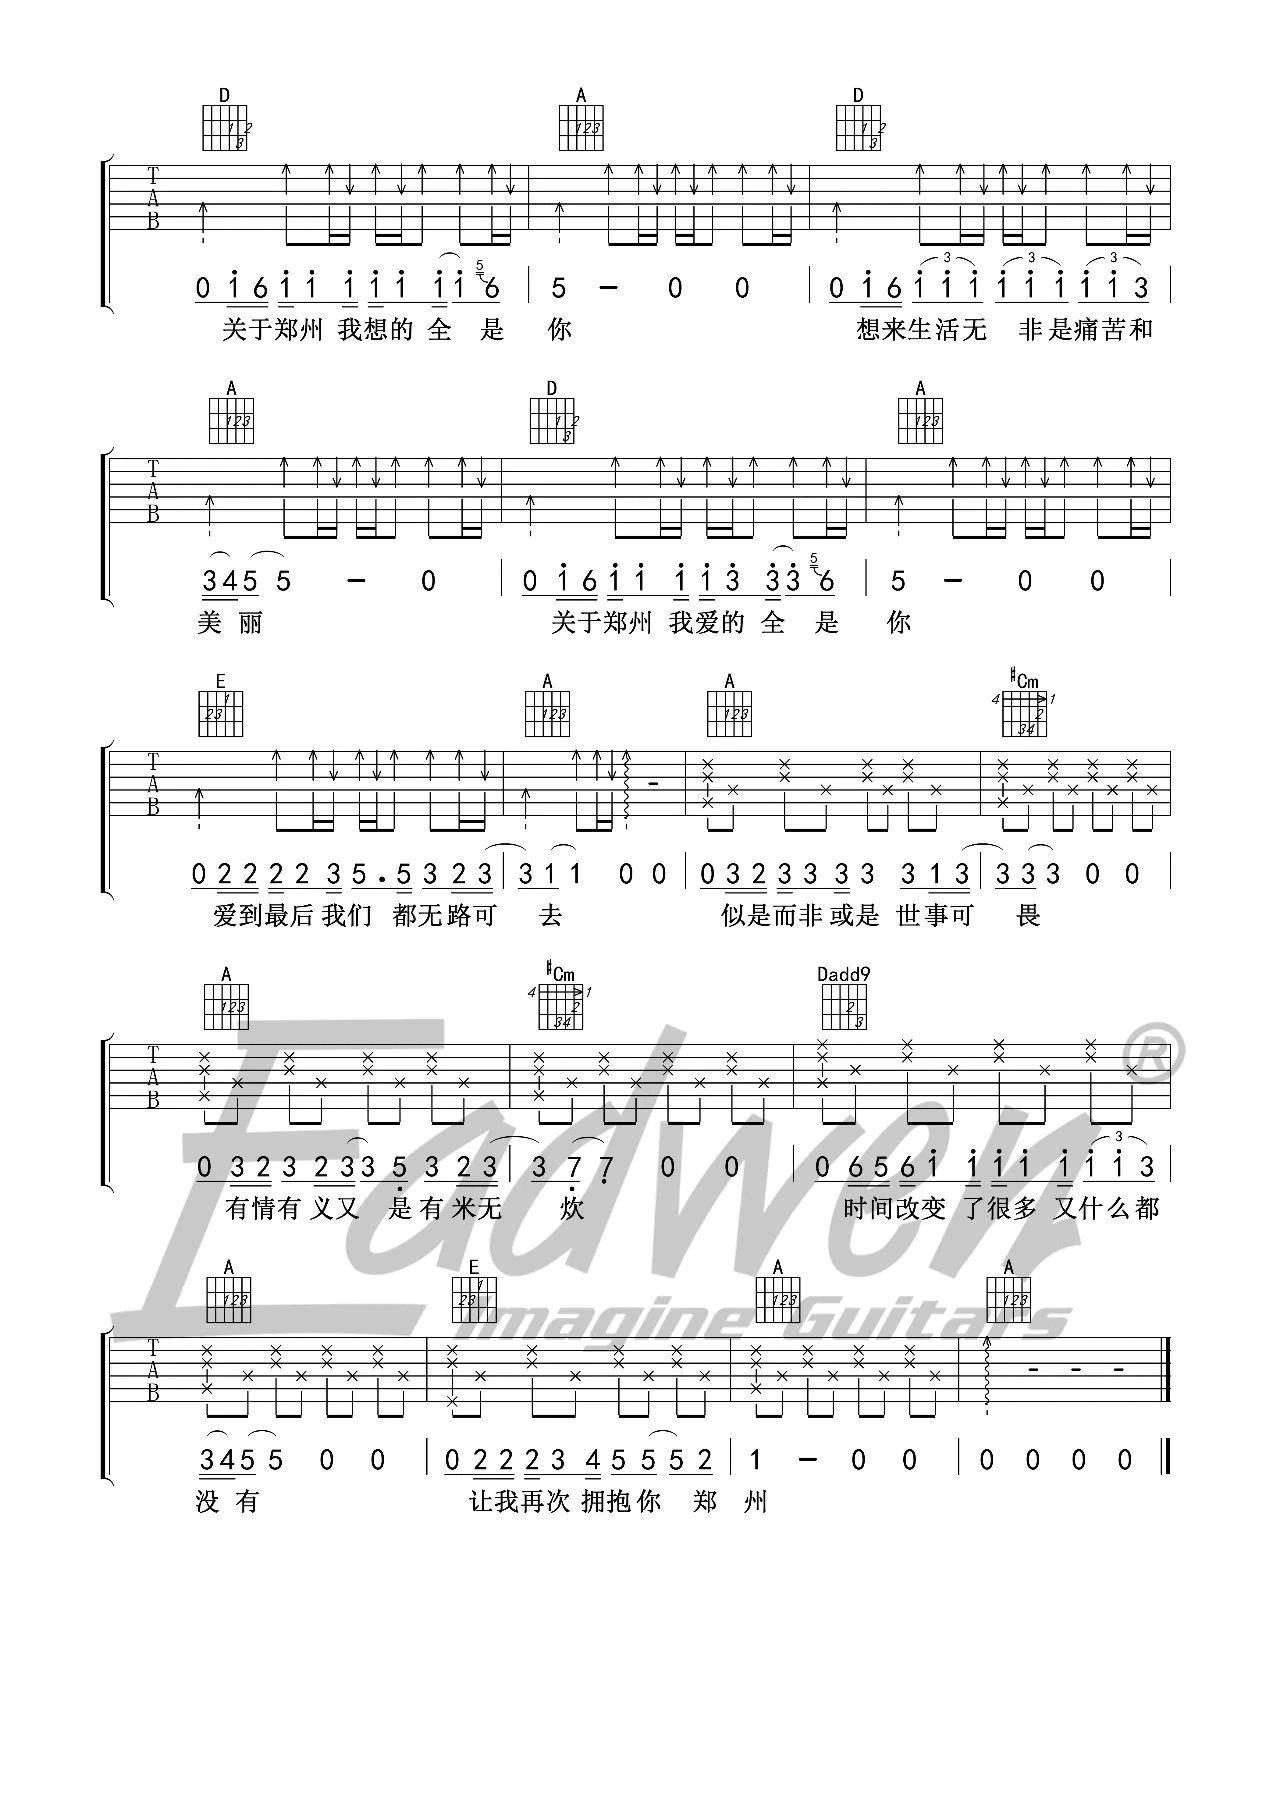 D A D
T A B
0 1 6 1 1 1 1 1 1 1 5 6 5 - 0 0 0 1 6 1 1 1 1 1 1 1 1 3
3 3 3
关于郑州 我想的 全 是 你 想来生活无 非是痛苦和
A D A
T A B
3 4 5 5 - 0 0 1 6 1 1 1 1 3 3 3 5 6 5 - 0 0
美 丽 关于郑州 我爱的 全 是 你
E A A #Cm
T A B
0 2 2 2 2 3 5 . 5 3 2 3 3 1 1 0 0 0 3 2 3 3 3 3 3 1 3 3 3 3 0 0
爱到最后我们 都无路可 去 似是而非或是 世事可 畏
A #Cm Dadd9
T A B
0 3 2 3 2 3 3 5 3 2 3 3 7 7 0 0 0 6 5 6 1 1 1 1 1 1 1 3
3
有情有 义又 是有米无 炊 时间改变 了很多 又什么都
Fadwen ®
A E A A
Imagine Guitars
T A B
3 4 5 5 0 0 0 2 2 2 3 4 5 5 5 2 1 - 0 0 0 0 0 0
没 有 让我再次 拥抱你 郑 州